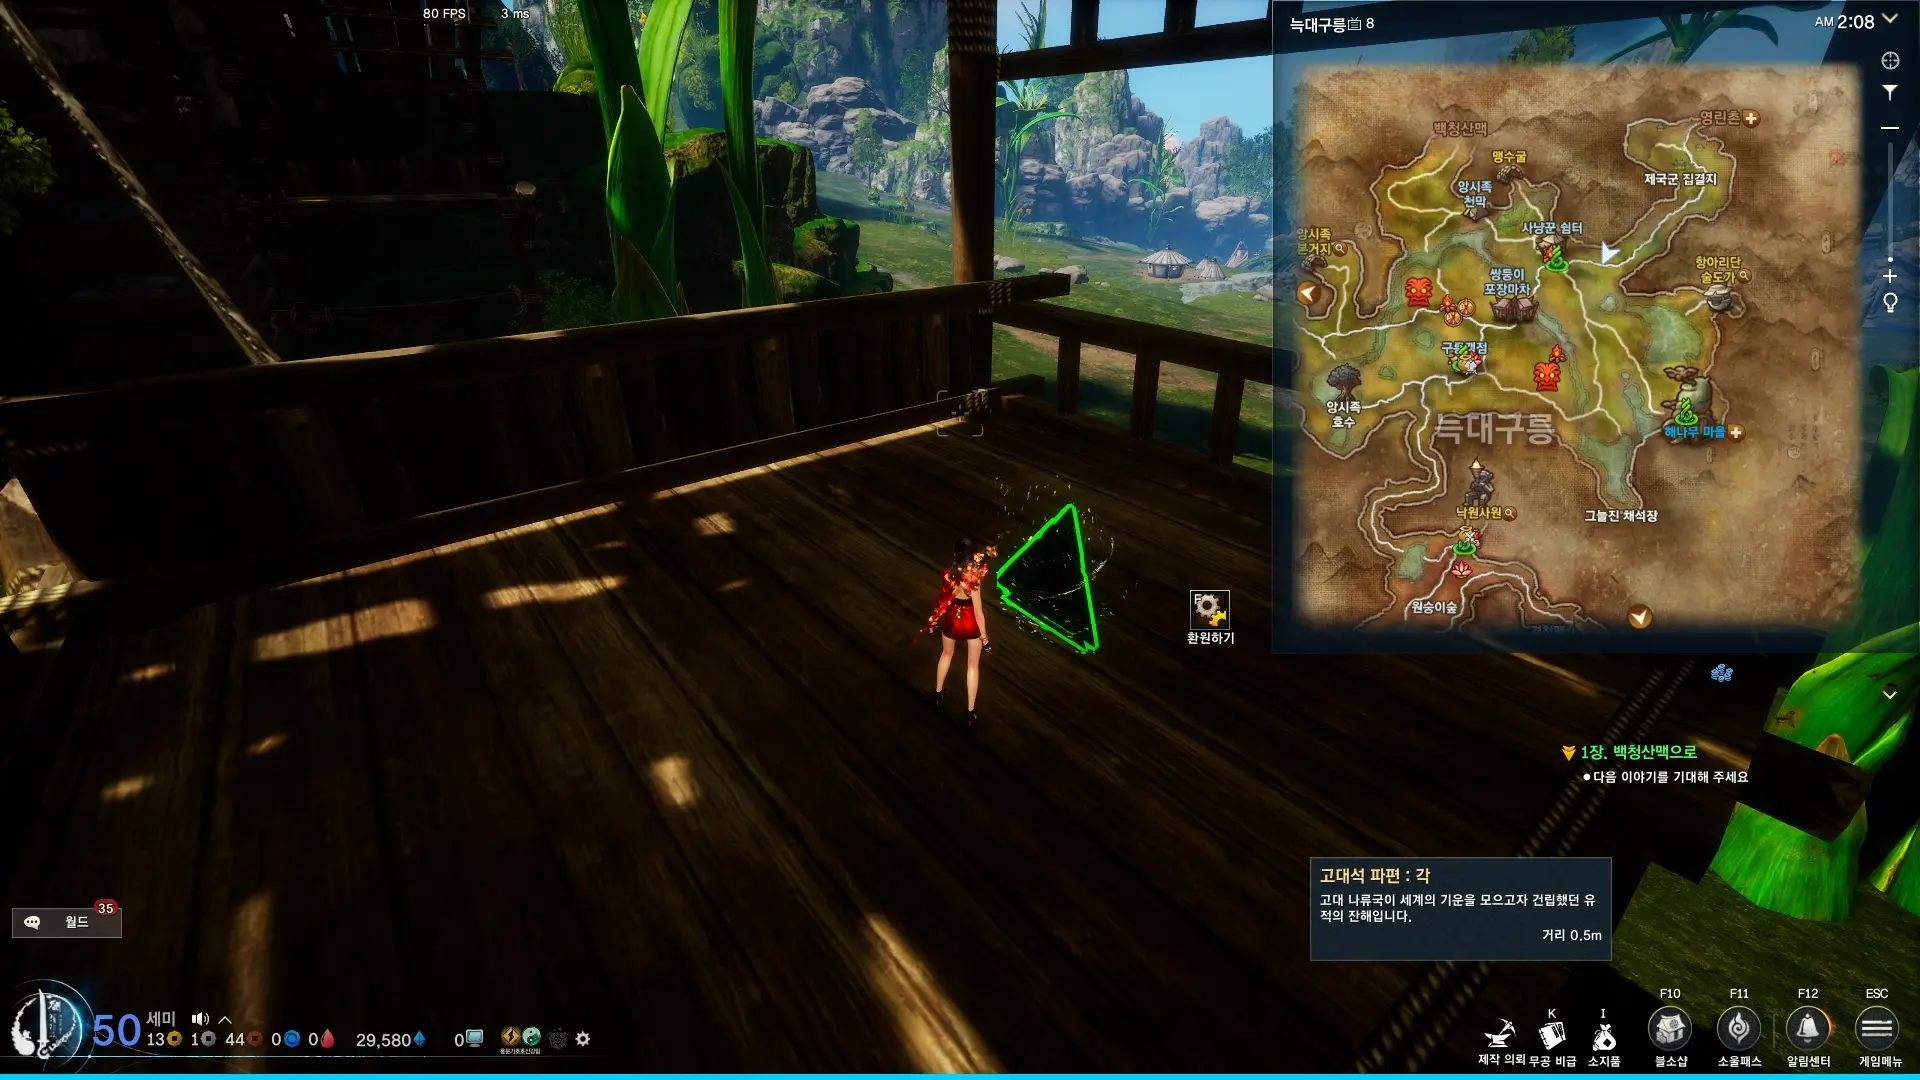 80 FPS 3 ms
늑대구릉 8
AM 2:08
백청산맥
영린촌
맹수굴
제국군 집결지
앙시족
천막
사냥꾼 쉼터
앙시족
본거지
항아리단
술도가
쌍둥이
포장마차
앙시족
호수
늑대구릉
해나무 마을
낙원사원
그늘진 채석장
원숭이숲
F
환원하기
1장. 백청산맥으로
다음 이야기를 기대해 주세요
고대석 파편 : 각
고대 나류국이 세계의 기운을 모으고자 건립했던 유
적의 잔해입니다.
거리 0.5m
월드
35
50 세미
13 1 44 0 0 29,580 0
K I F10 F11 F12 ESC
제작 의뢰 무공 비급 소지품 블소샵 소울패스 알림센터 게임메뉴